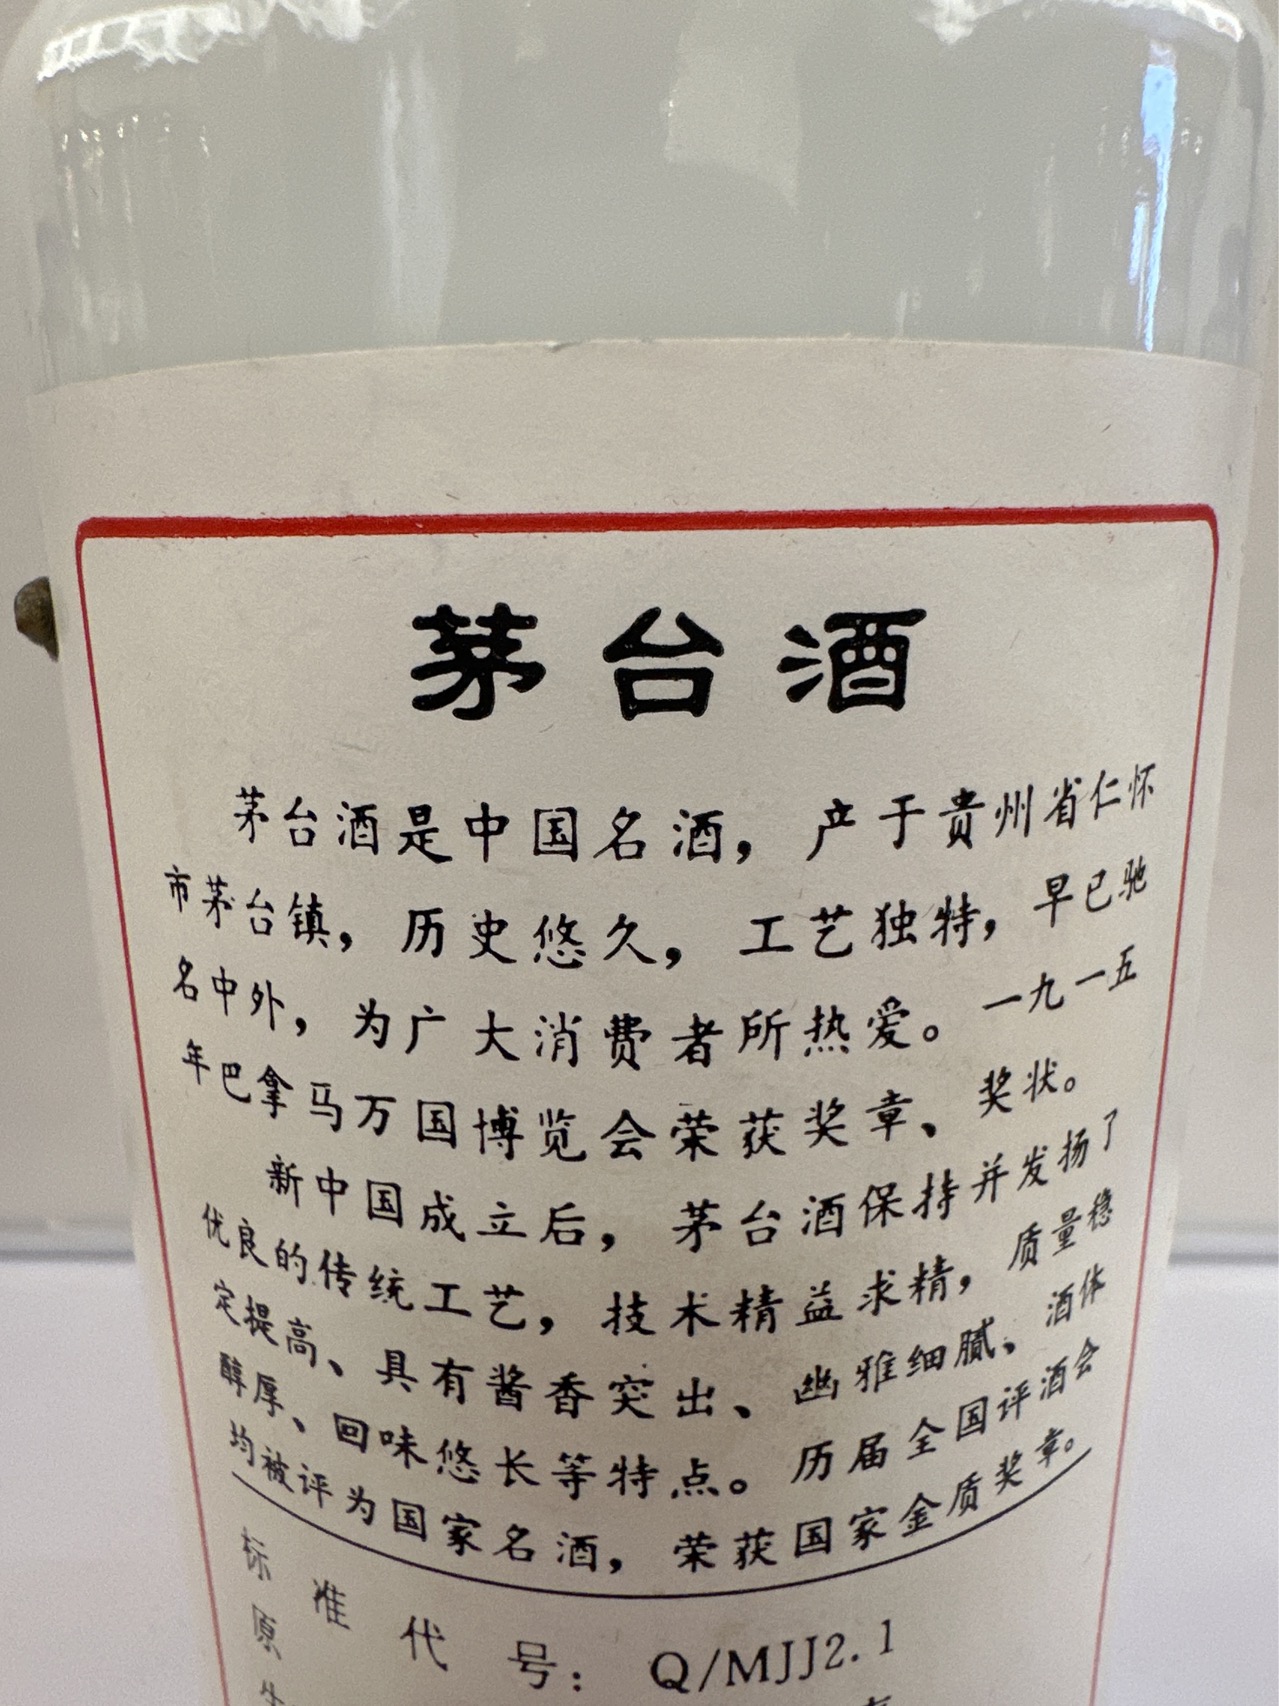 茅台酒
茅台酒是中国名酒，产于贵州省仁怀
市茅台镇，历史悠久，工艺独特，早已驰
名中外，为广大消费者所热爱。一九一五
年巴拿马万国博览会荣获奖章、奖状。
新中国成立后，茅台酒保持并发扬了
优良的传统工艺，技术精益求精，质量稳
定提高、具有酱香突出、幽雅细腻、酒体
醇厚、回味悠长等特点。历届全国评酒会
均被评为国家名酒，荣获国家金质奖章。
标准代号：Q/MJJ2.1
原